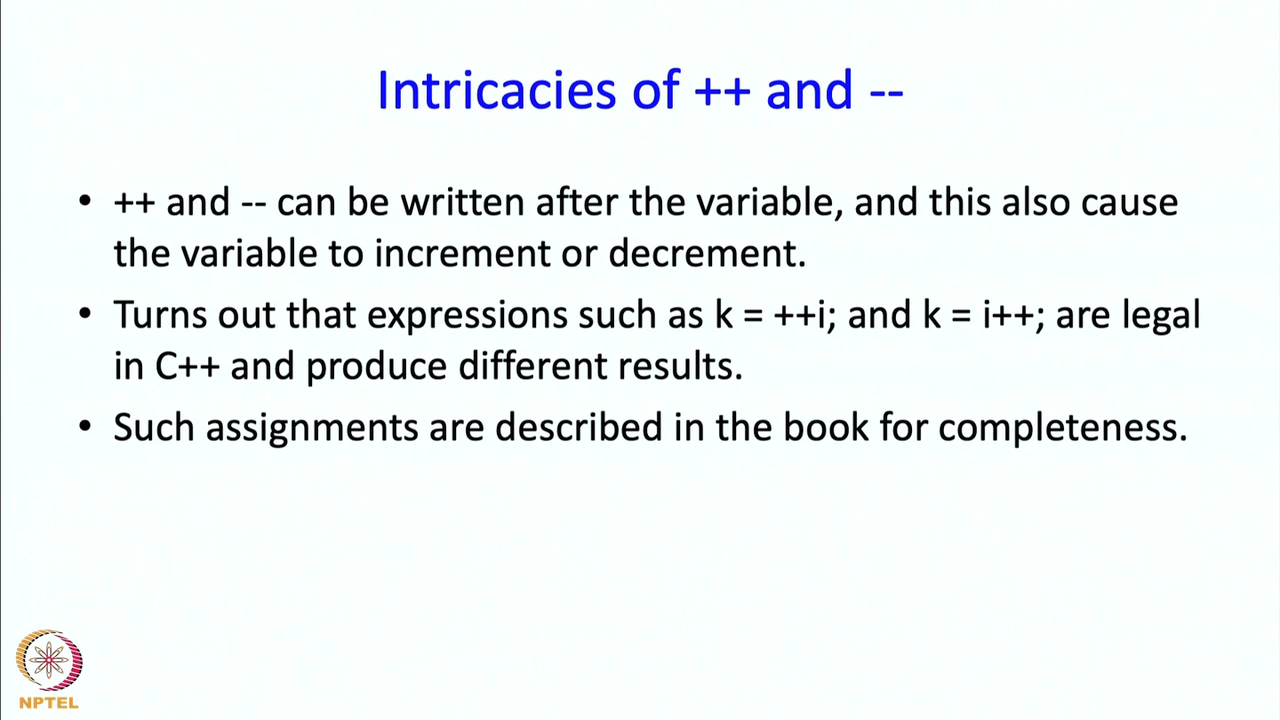 Intricacies of ++ and --
• ++ and -- can be written after the variable, and this also cause
the variable to increment or decrement.
• Turns out that expressions such as k = ++i; and k = i++; are legal
in C++ and produce different results.
• Such assignments are described in the book for completeness.
NPTEL